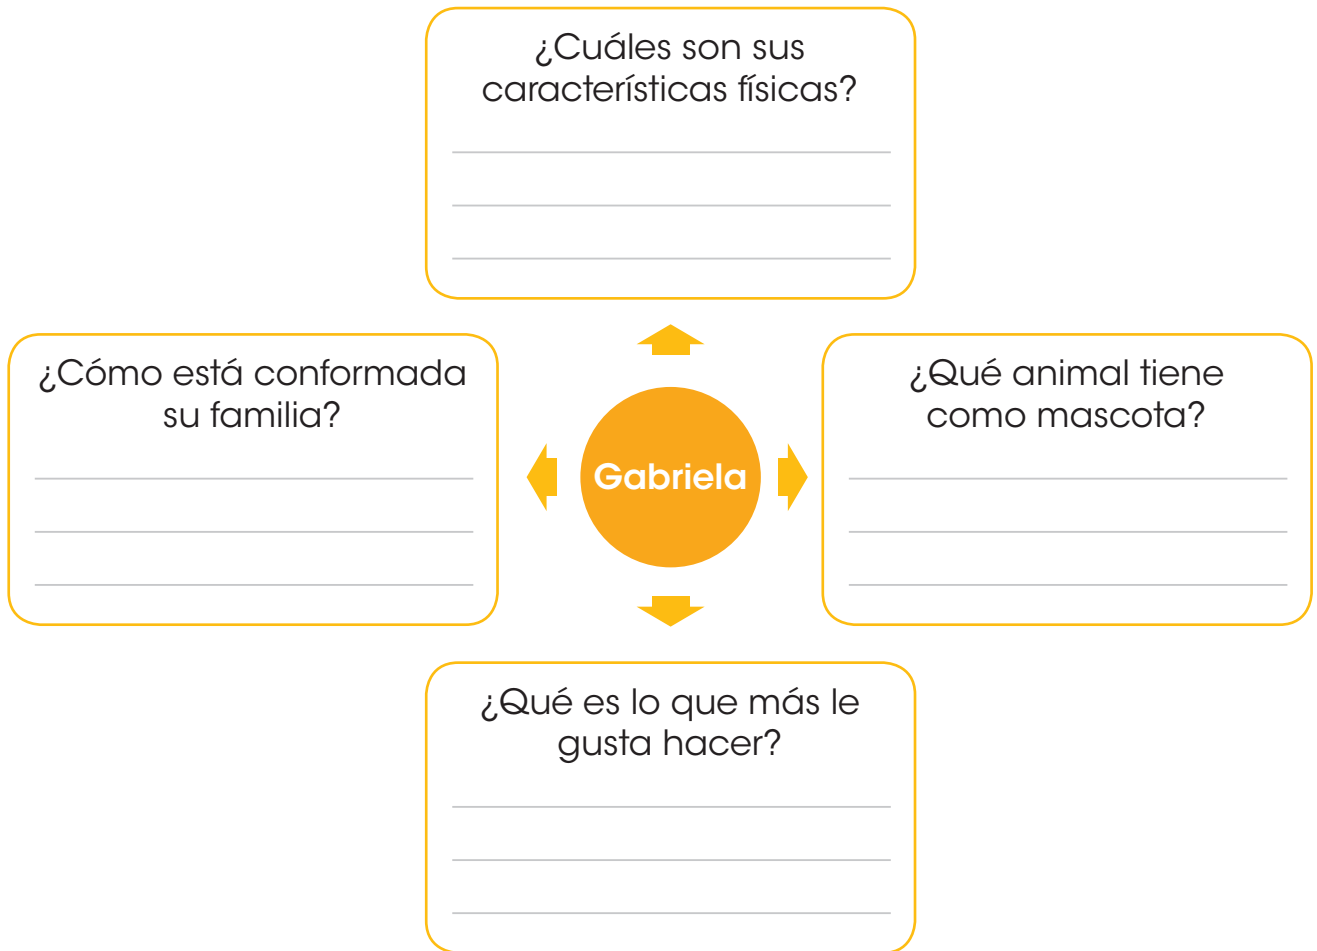 ¿Cuáles son sus
características físicas?
¿Cómo está conformada
su familia?
Gabriela
¿Qué animal tiene
como mascota?
¿Qué es lo que más le
gusta hacer?